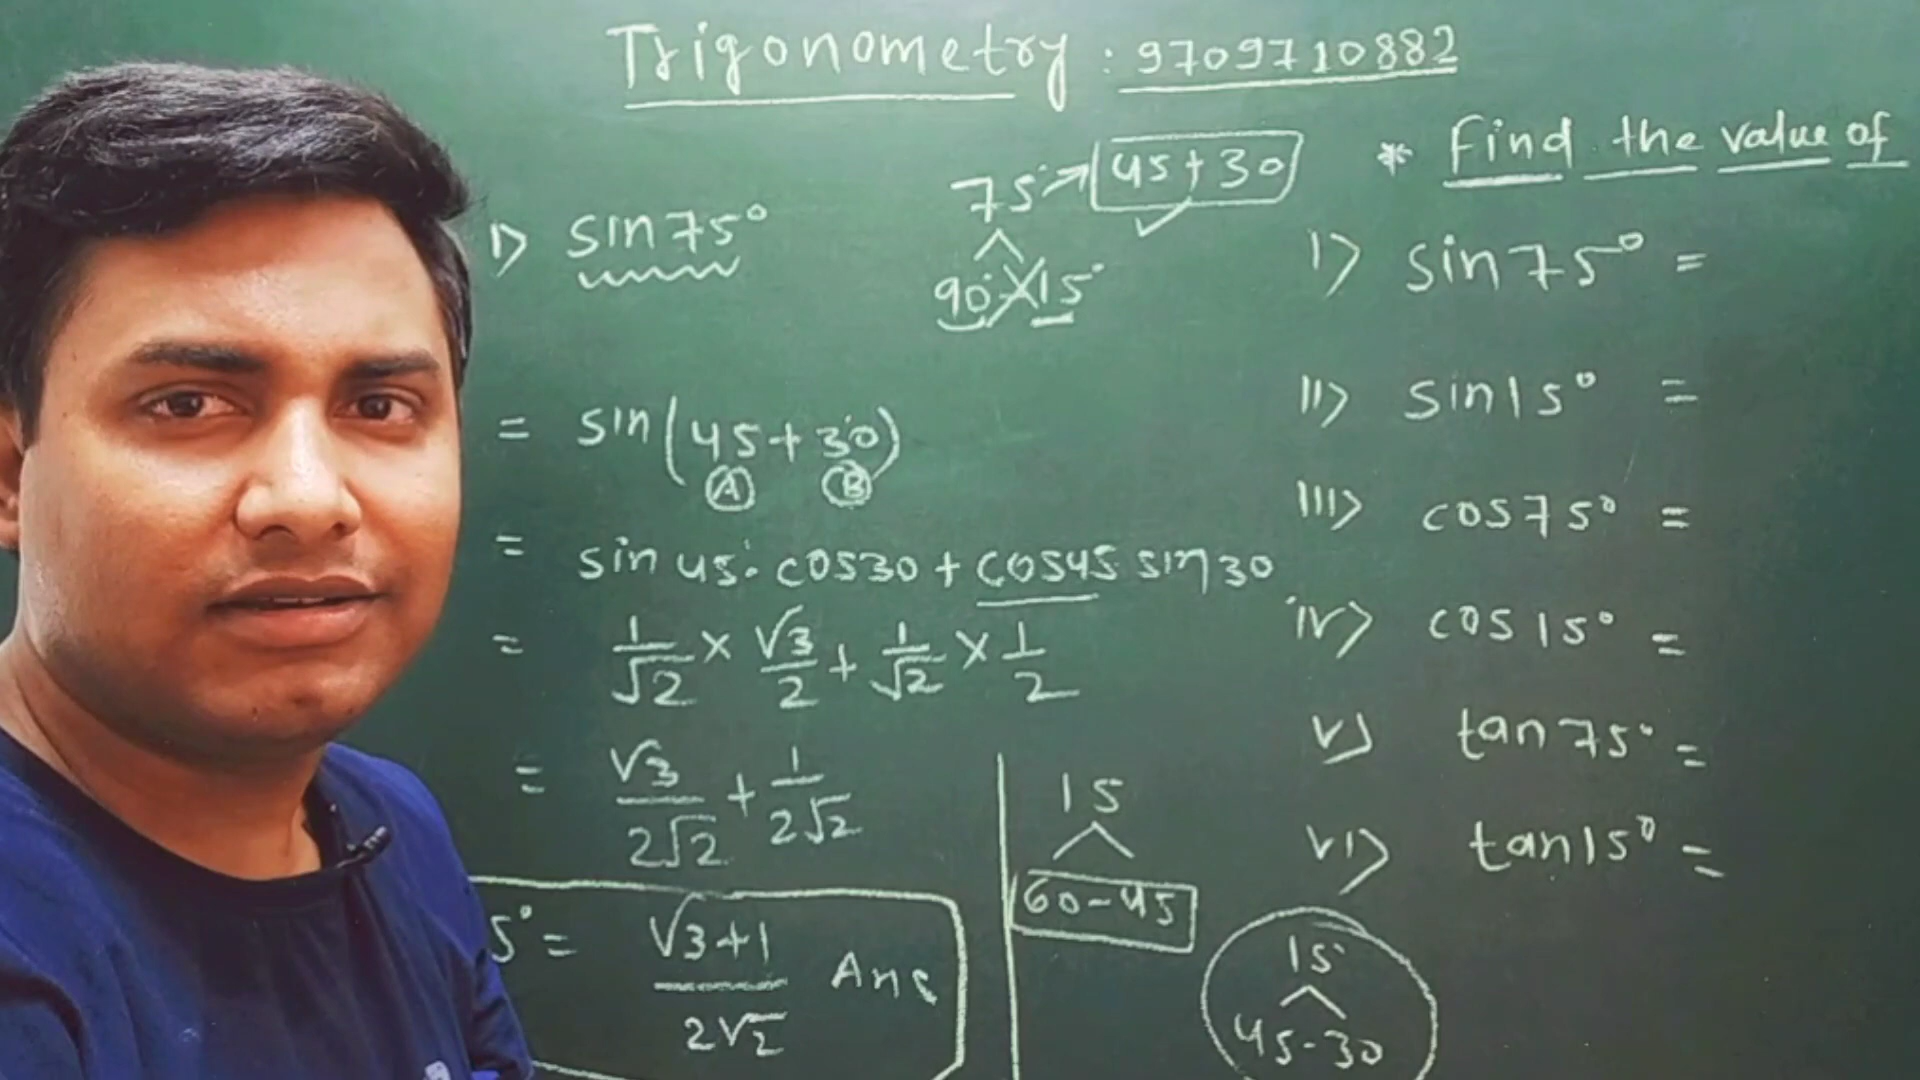 Trigonometry : 9709710882
* Find the value of
75° → 45+30
90° 15°
I) sin75°
= sin(45+30)
A B
= sin45°. cos30 + cos45 sin30
= 1/√2 × √3/2 + 1/√2 × 1/2
= √3/2√2 + 1/2√2
5° = √3+1/2√2 Ans
15
60-45
15°
45-30
I) sin75° =
II) sin15° =
III) cos75° =
iv) cos15° =
v) tan75° =
vi) tan15° =